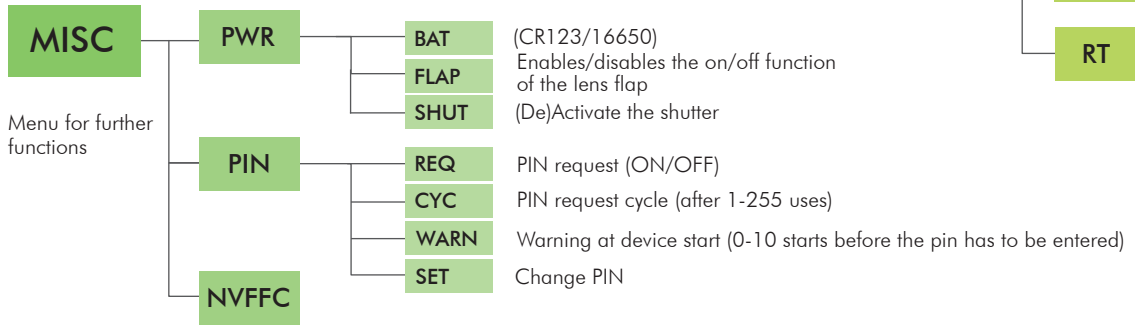 MISC
PWR
BAT
(CR123/16650)
FLAP
Enables/disables the on/off function
of the lens flap
SHUT
(De)Activate the shutter
RT
Menu for further
functions
PIN
REQ
PIN request (ON/OFF)
CYC
PIN request cycle (after 1-255 uses)
WARN
Warning at device start (0-10 starts before the pin has to be entered)
SET
Change PIN
NVFFC